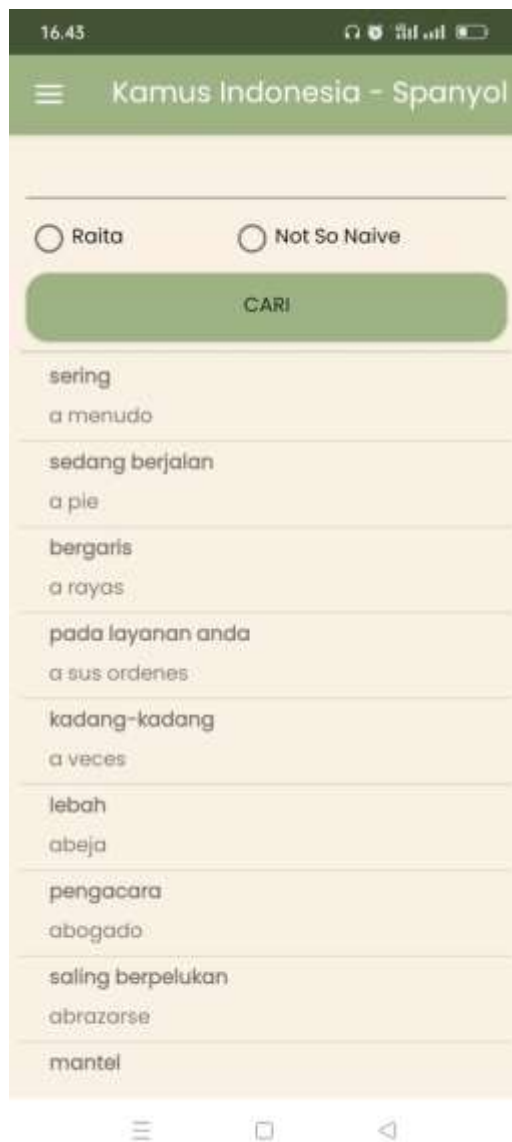 16.43
Kamus Indonesia - Spanyol
Raita
Not So Naive
CARI
sering
a menudo
sedang berjalan
a pie
bergaris
a rayas
pada layanan anda
a sus ordenes
kadang-kadang
a veces
lebah
abeja
pengacara
abogado
saling berpelukan
abrazorse
mantel